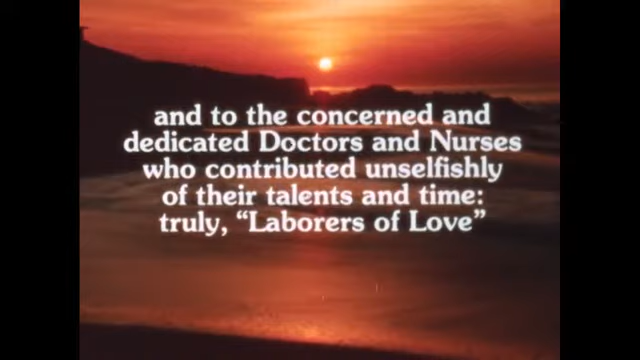 and to the concerned and
dedicated Doctors and Nurses
who contributed unselfishly
of their talents and time:
truly, “Laborers of Love”